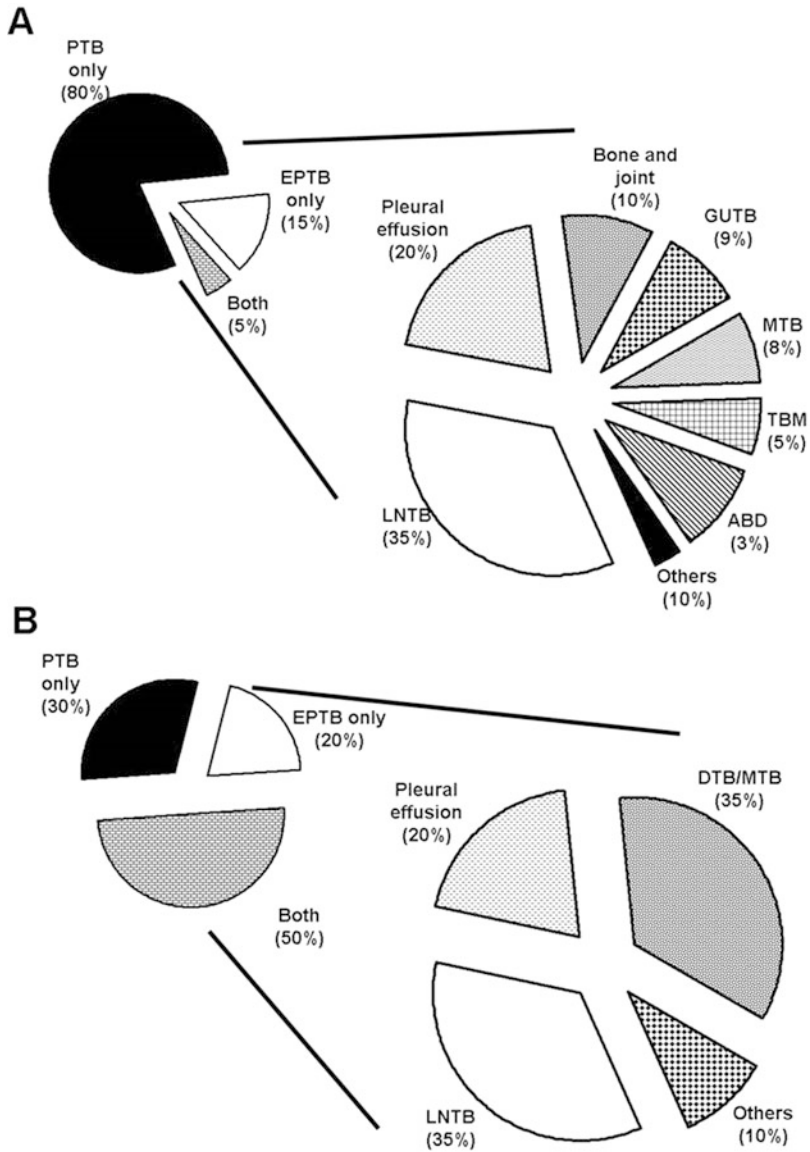 A
PTB
only
(80%)
EPTB
only
(15%)
Both
(5%)
Pleural
effusion
(20%)
Bone and
joint
(10%)
GUTB
(9%)
MTB
(8%)
TBM
(5%)
ABD
(3%)
Others
(10%)
LNTB
(35%)
B
PTB
only
(30%)
EPTB only
(20%)
Both
(50%)
Pleural
effusion
(20%)
DTB/MTB
(35%)
Others
(10%)
LNTB
(35%)